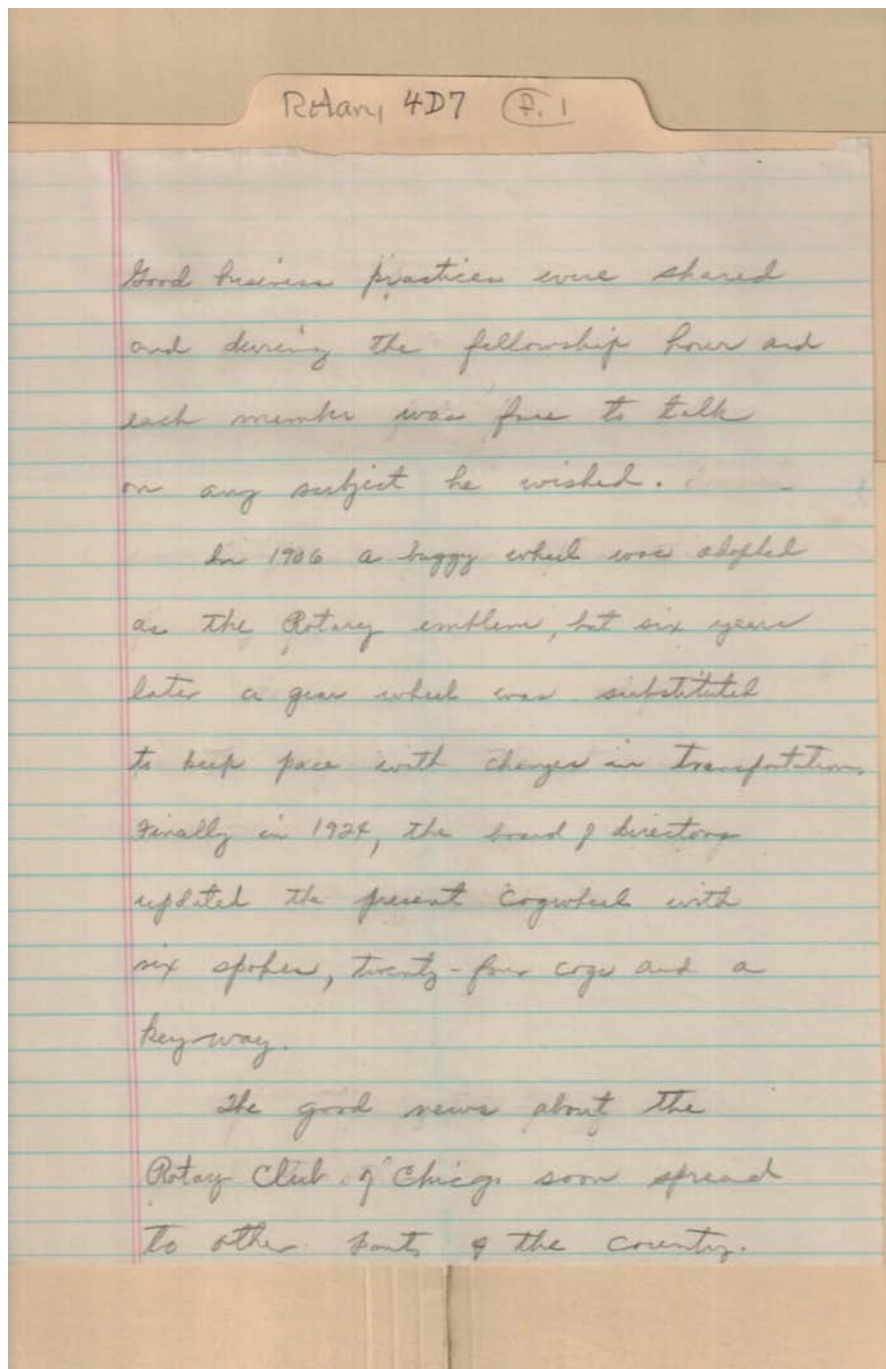 Rotary 4D7 P. 1
Good business practices were shared
and during the fellowship hour and
each membe was free to talk
on any subject he wished.
In 1906 a buggy wheel was adopted
as the Rotary emblem, but six years
later a gear wheel was substituted
to keep pace with changes in transportation.
Finally in 1924, the board of directors
updated the present cogwheel with
six spokes, twenty-four cogs and a
key-way.
The good news about the
Rotary Club of Chicago soon spread
to other parts of the country.